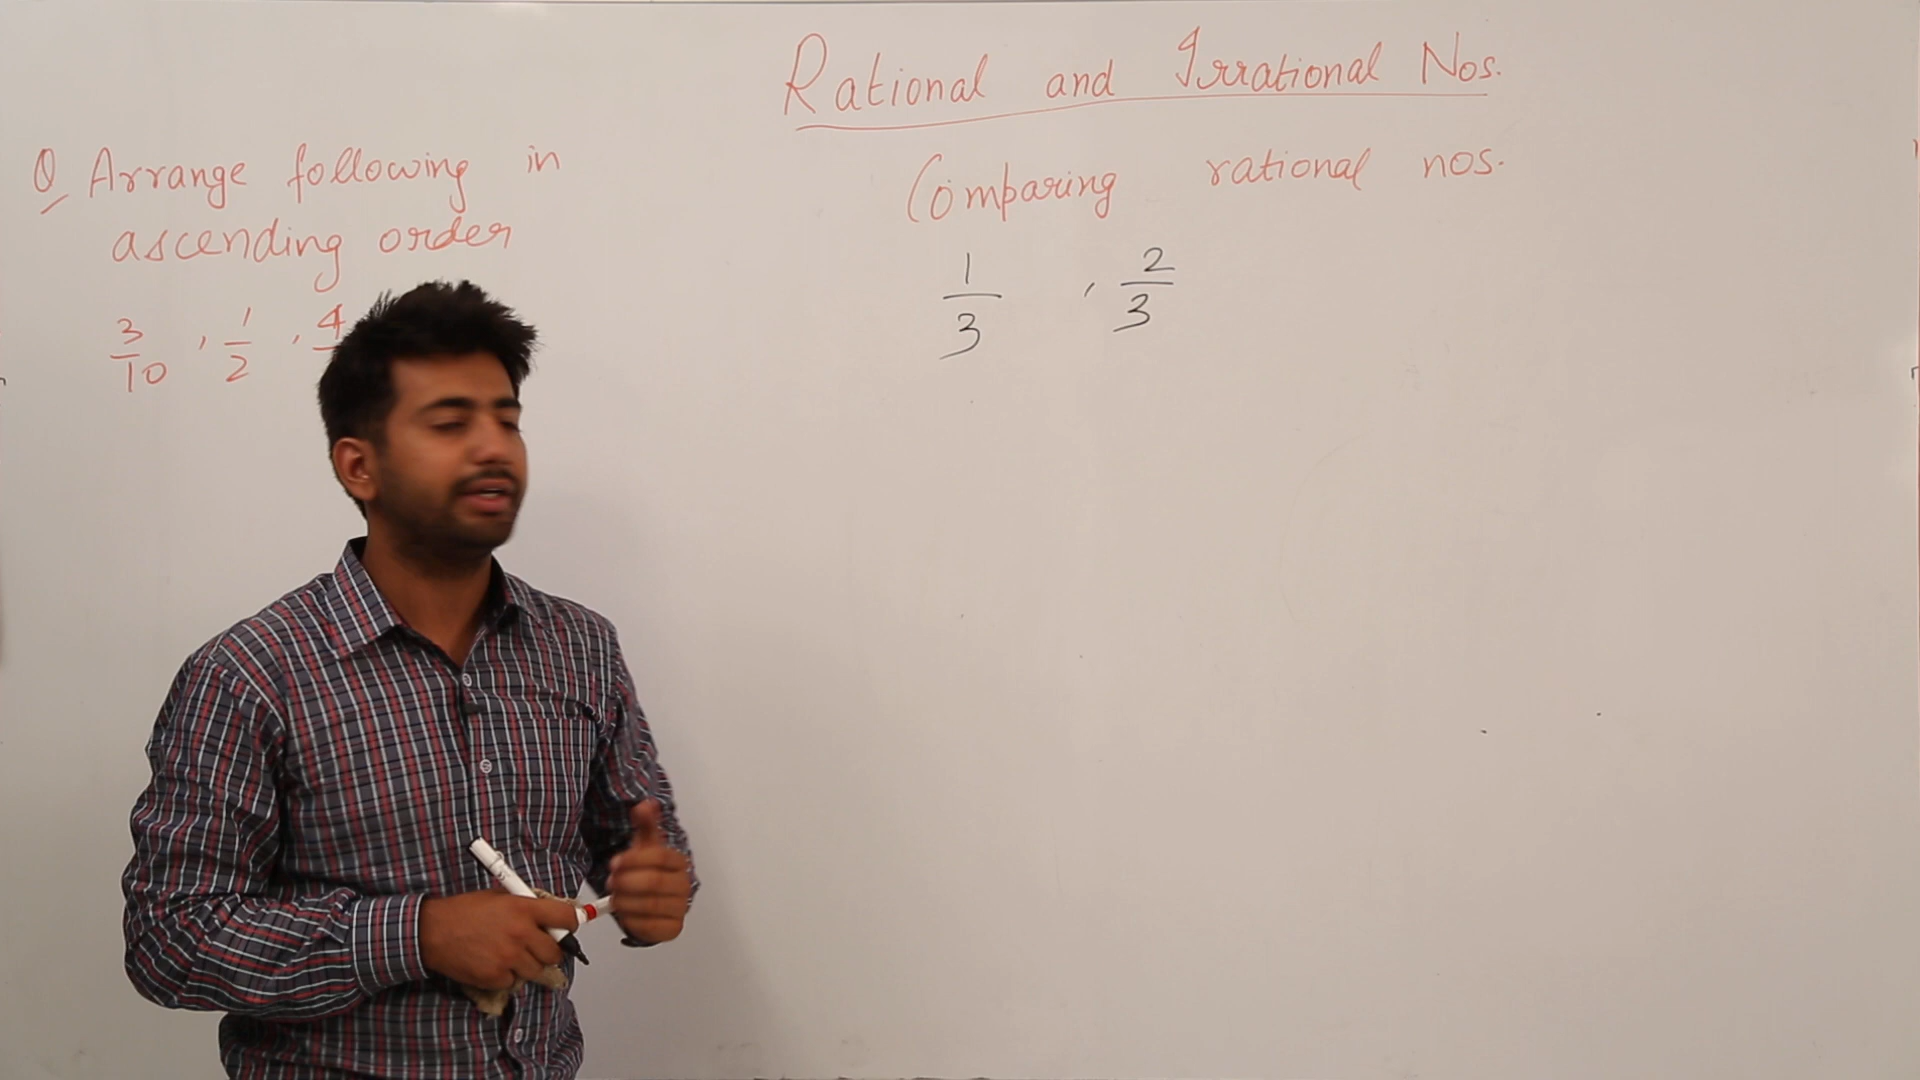 Rational and Irrational Nos.
Q Arrange following in
ascending order
3/10 , 1/2 , 4
Comparing rational nos.
1/3 , 2/3